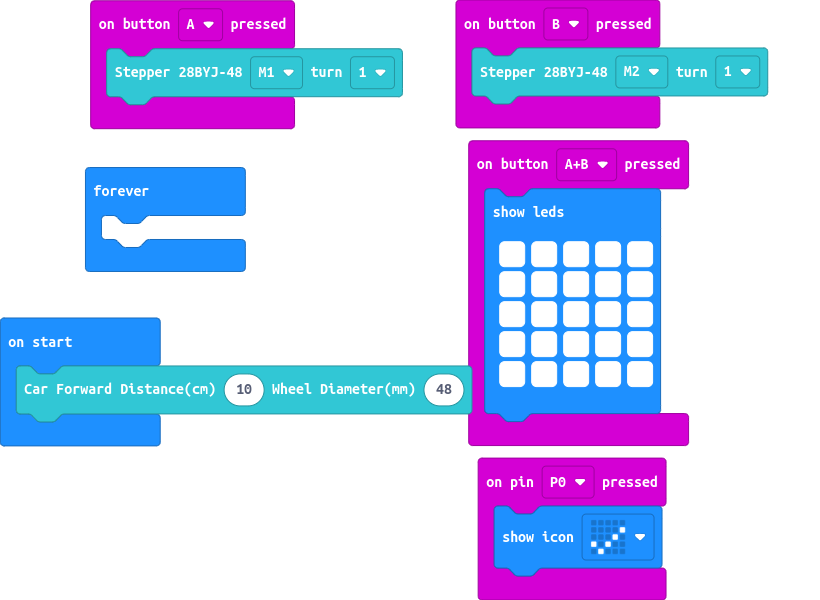 on button A pressed
Stepper 28BYJ-48 M1 turn 1
on button B pressed
Stepper 28BYJ-48 M2 turn 1
forever
on button A+B pressed
show leds
on start
Car Forward Distance(cm) 10 Wheel Diameter(mm) 48
on pin P0 pressed
show icon